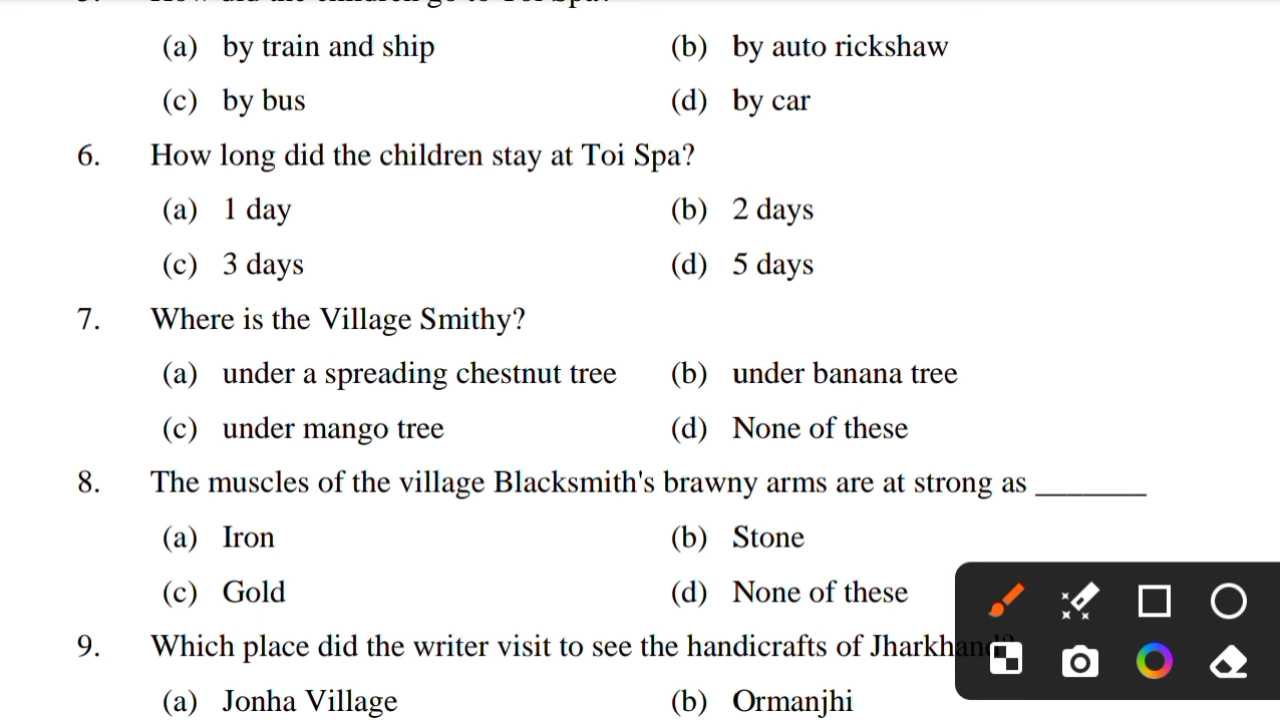 (a) by train and ship (b) by auto rickshaw
(c) by bus (d) by car
6. How long did the children stay at Toi Spa?
(a) 1 day (b) 2 days
(c) 3 days (d) 5 days
7. Where is the Village Smithy?
(a) under a spreading chestnut tree (b) under banana tree
(c) under mango tree (d) None of these
8. The muscles of the village Blacksmith's brawny arms are at strong as _______
(a) Iron (b) Stone
(c) Gold (d) None of these
9. Which place did the writer visit to see the handicrafts of Jharkhand?
(a) Jonha Village (b) Ormanjhi